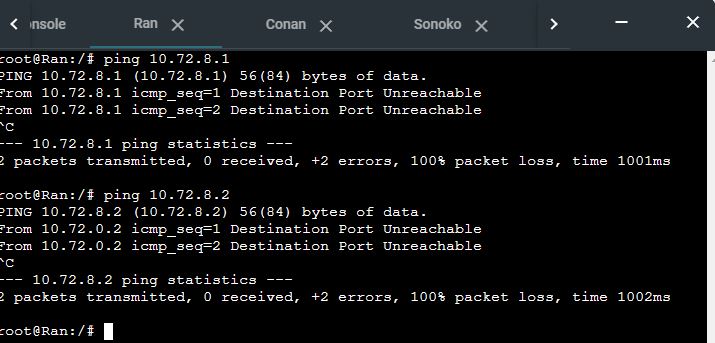 onsole
Ran
Conan
Sonoko
root@Ran:/# ping 10.72.8.1
PING 10.72.8.1 (10.72.8.1) 56(84) bytes of data.
From 10.72.8.1 icmp_seq=1 Destination Port Unreachable
From 10.72.8.1 icmp_seq=2 Destination Port Unreachable
^C
--- 10.72.8.1 ping statistics ---
2 packets transmitted, 0 received, +2 errors, 100% packet loss, time 1001ms
root@Ran:/# ping 10.72.8.2
PING 10.72.8.2 (10.72.8.2) 56(84) bytes of data.
From 10.72.0.2 icmp_seq=1 Destination Port Unreachable
From 10.72.0.2 icmp_seq=2 Destination Port Unreachable
^C
--- 10.72.8.2 ping statistics ---
2 packets transmitted, 0 received, +2 errors, 100% packet loss, time 1002ms
root@Ran:/#